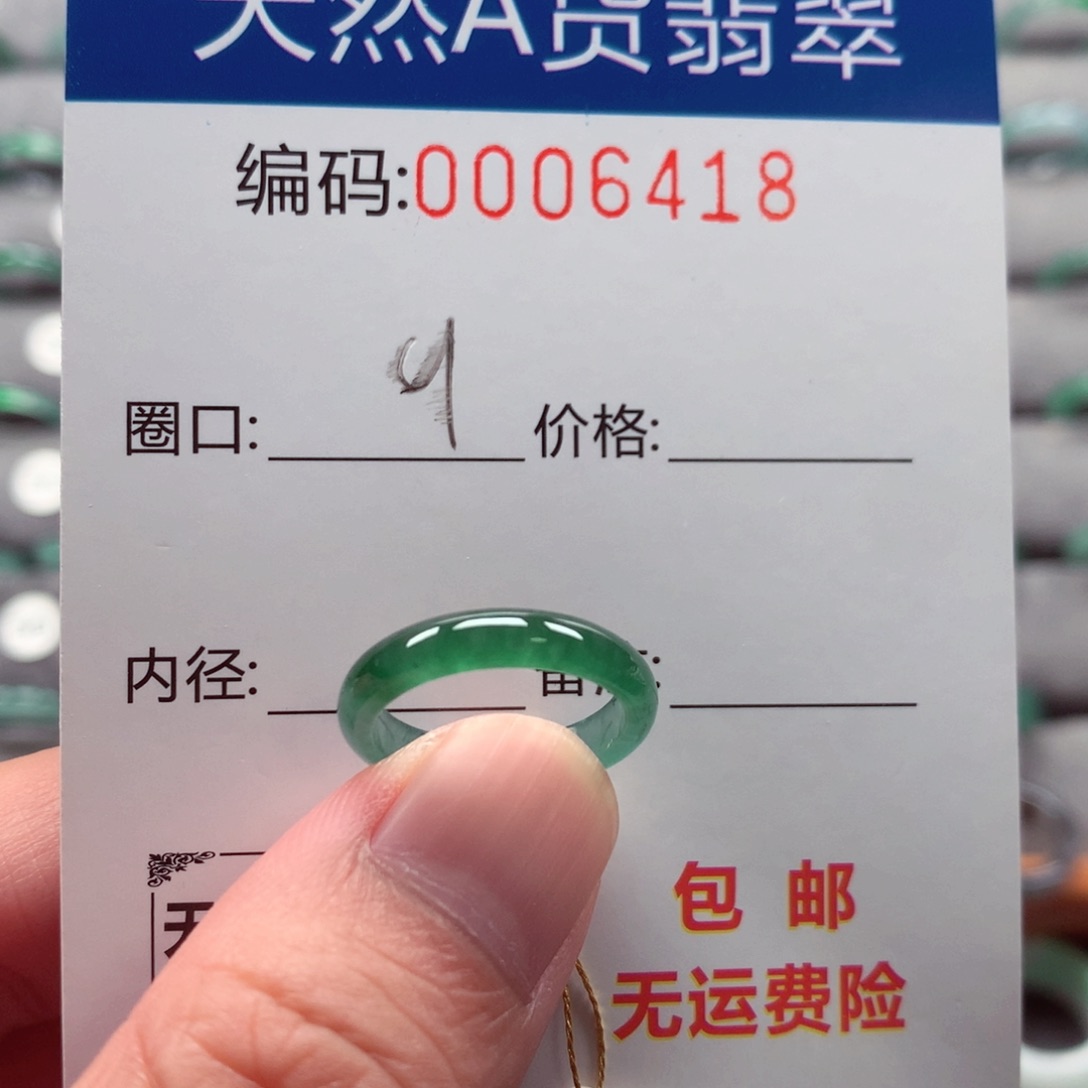 天然A货翡翠
编码:0006418
圈口: 9 价格:
内径:
包 邮
无运费险